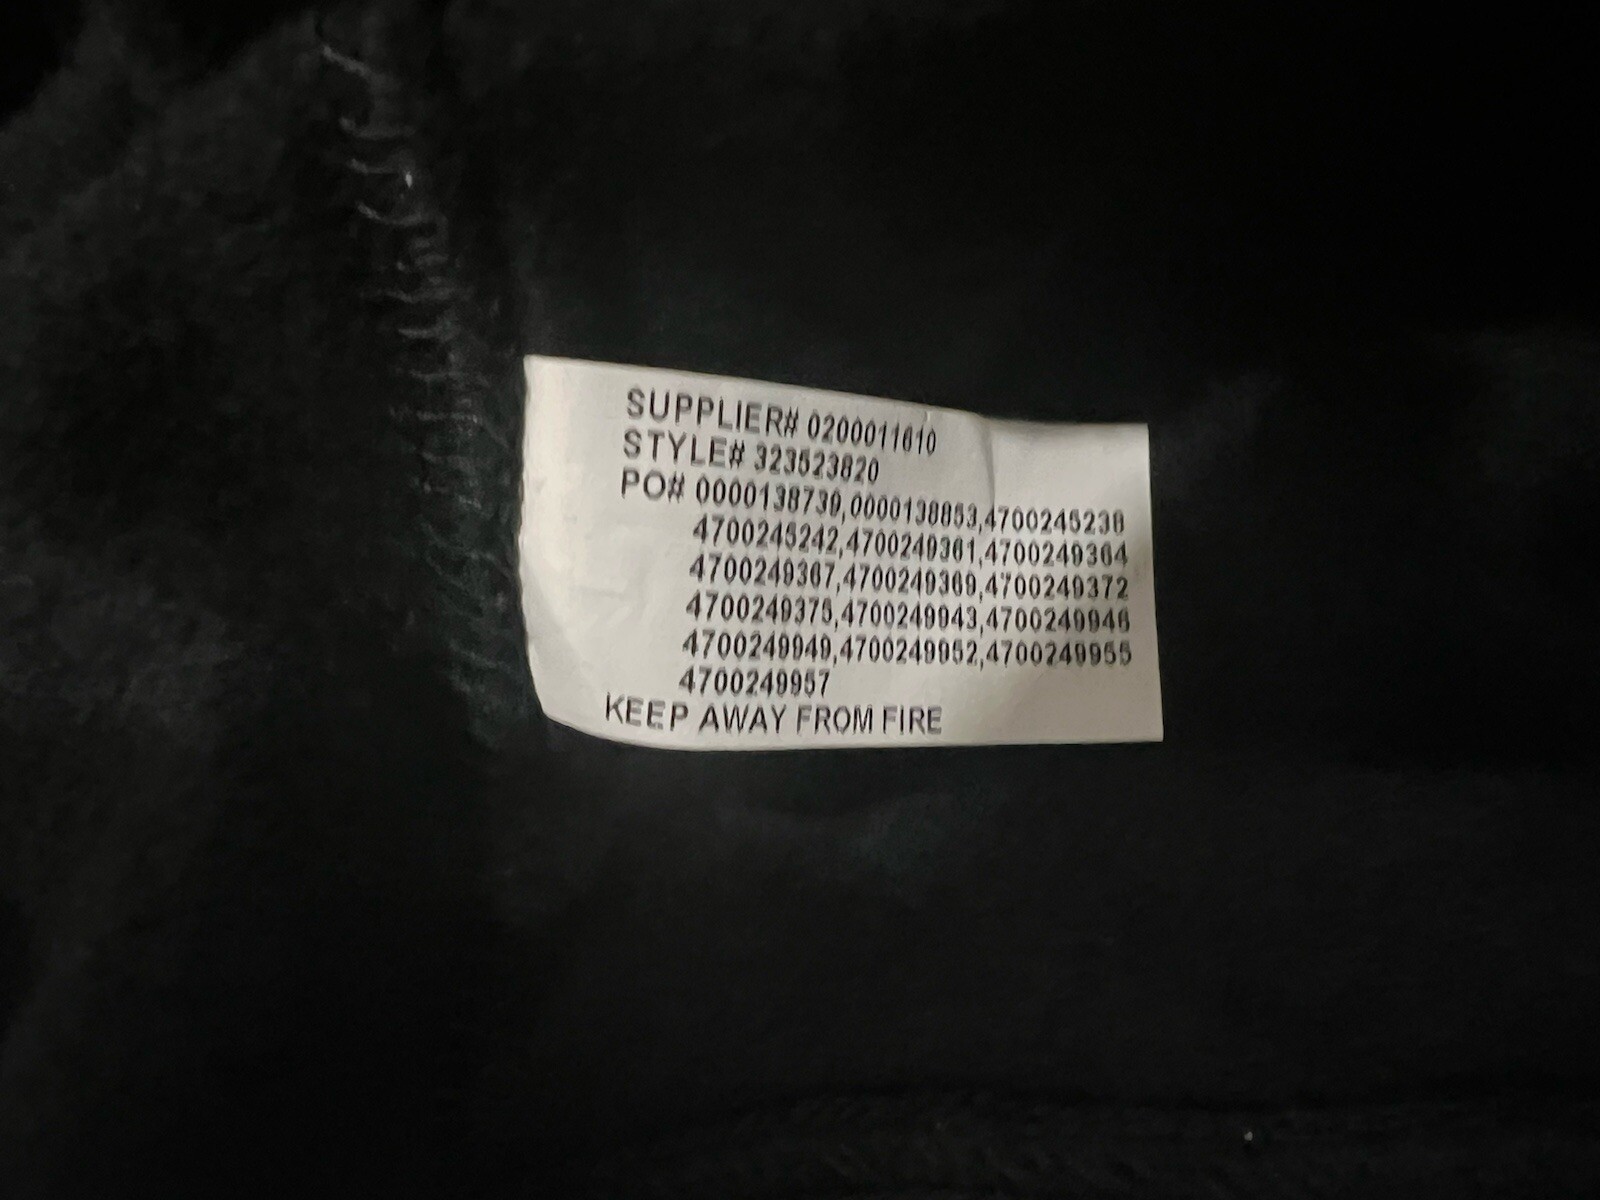 SUPPLIER# 0200011610
STYLE# 323523820
PO# 0000138739,0000138853,4700245238
4700245242,4700249361,4700249364
4700249367,4700249369,4700249372
4700249375,4700249943,4700249946
4700249949,4700249952,4700249955
4700249957
KEEP AWAY FROM FIRE